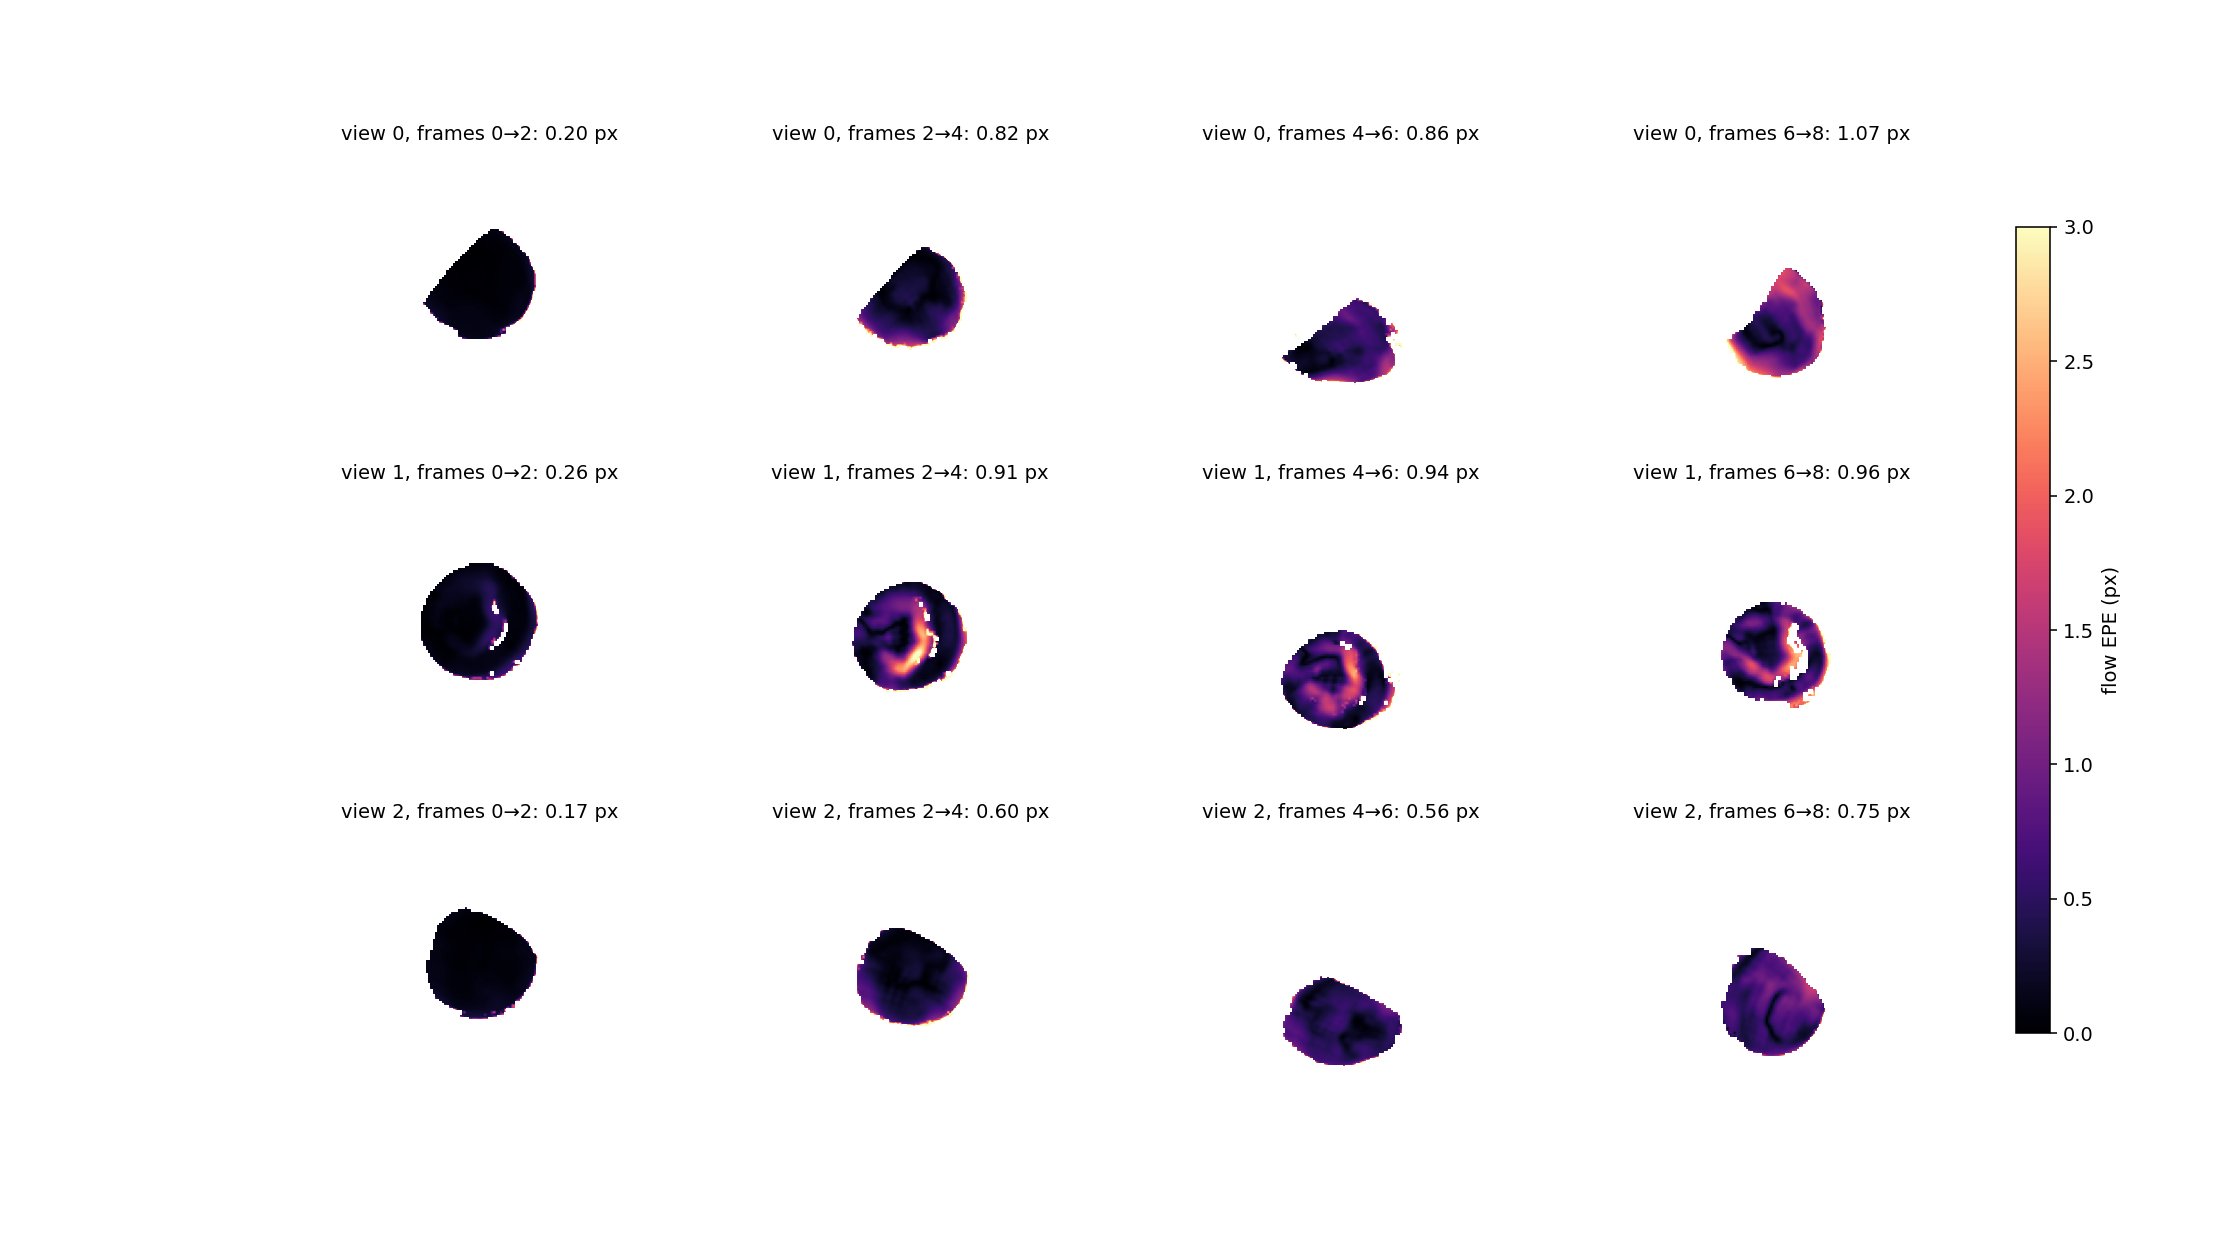 view 0, frames 0→2: 0.20 px
view 0, frames 2→4: 0.82 px
view 0, frames 4→6: 0.86 px
view 0, frames 6→8: 1.07 px
view 1, frames 0→2: 0.26 px
view 1, frames 2→4: 0.91 px
view 1, frames 4→6: 0.94 px
view 1, frames 6→8: 0.96 px
view 2, frames 0→2: 0.17 px
view 2, frames 2→4: 0.60 px
view 2, frames 4→6: 0.56 px
view 2, frames 6→8: 0.75 px
3.0
2.5
2.0
1.5
1.0
0.5
0.0
flow EPE (px)